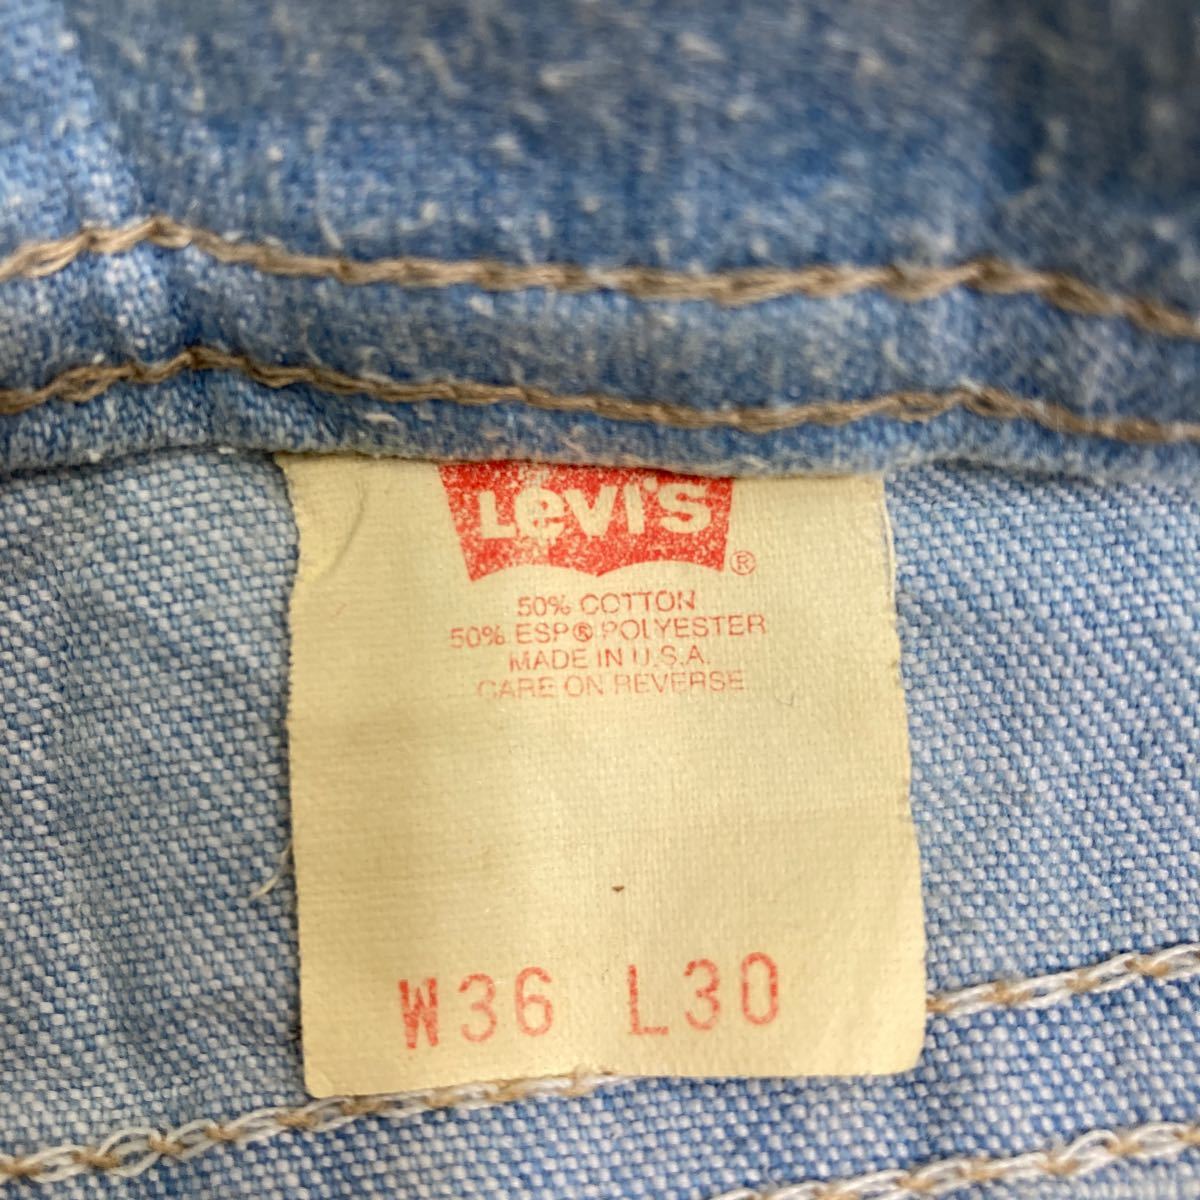 Levi's ®
50% COTTON
50% ESP® POLYESTER
MADE IN U.S.A.
CARE ON REVERSE
W36 L30